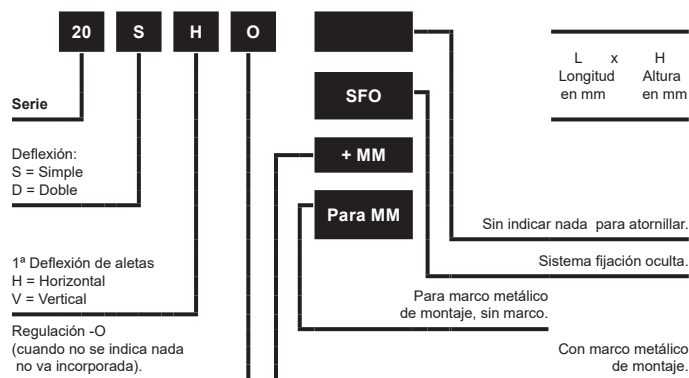 20 S H O
L x H
Longitud Altura
en mm en mm
SFO
Serie
+ MM
Deflexión:
S = Simple
D = Doble
Para MM
Sin indicar nada para atornillar.
Sistema fijación oculta.
1ª Deflexión de aletas
H = Horizontal
V = Vertical
Para marco metálico
de montaje, sin marco.
Regulación -O
(cuando no se indica nada
no va incorporada).
Con marco metálico
de montaje.